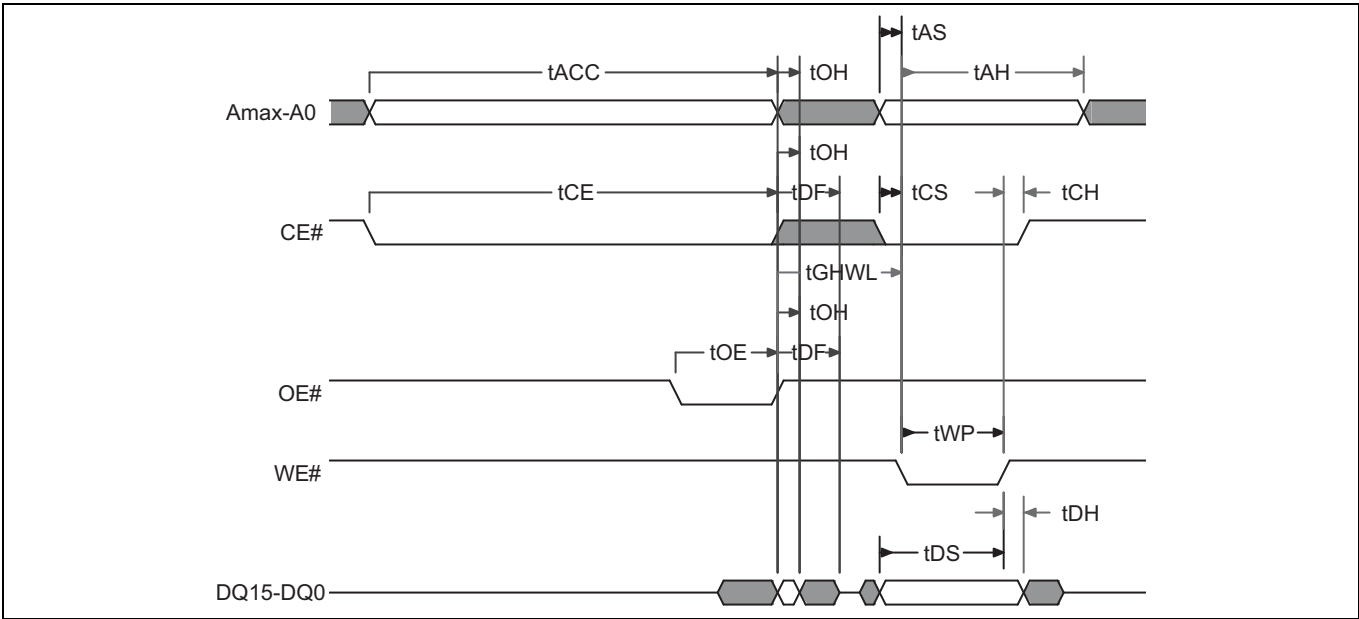 tAS
tACC tOH tAH
Amax-A0
tOH
tCE tDF tCS tCH
CE#
tGHWL
tOH
tOE tDF
OE#
tWP
WE#
tDH
tDS
DQ15-DQ0